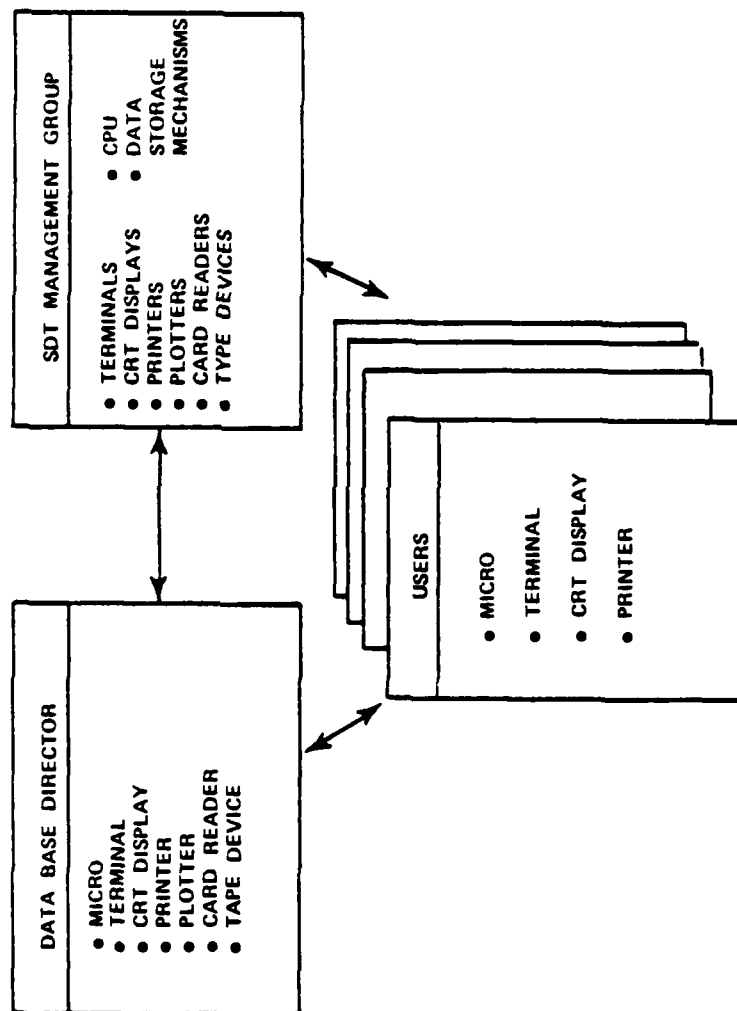 DATA BASE DIRECTOR
• MICRO
• TERMINAL
• CRT DISPLAY
• PRINTER
• PLOTTER
• CARD READER
• TAPE DEVICE
SDT MANAGEMENT GROUP
• TERMINALS
• CRT DISPLAYS
• PRINTERS
• PLOTTERS
• CARD READERS
• TYPE DEVICES
• CPU
• DATA
STORAGE
MECHANISMS
USERS
• MICRO
• TERMINAL
• CRT DISPLAY
• PRINTER